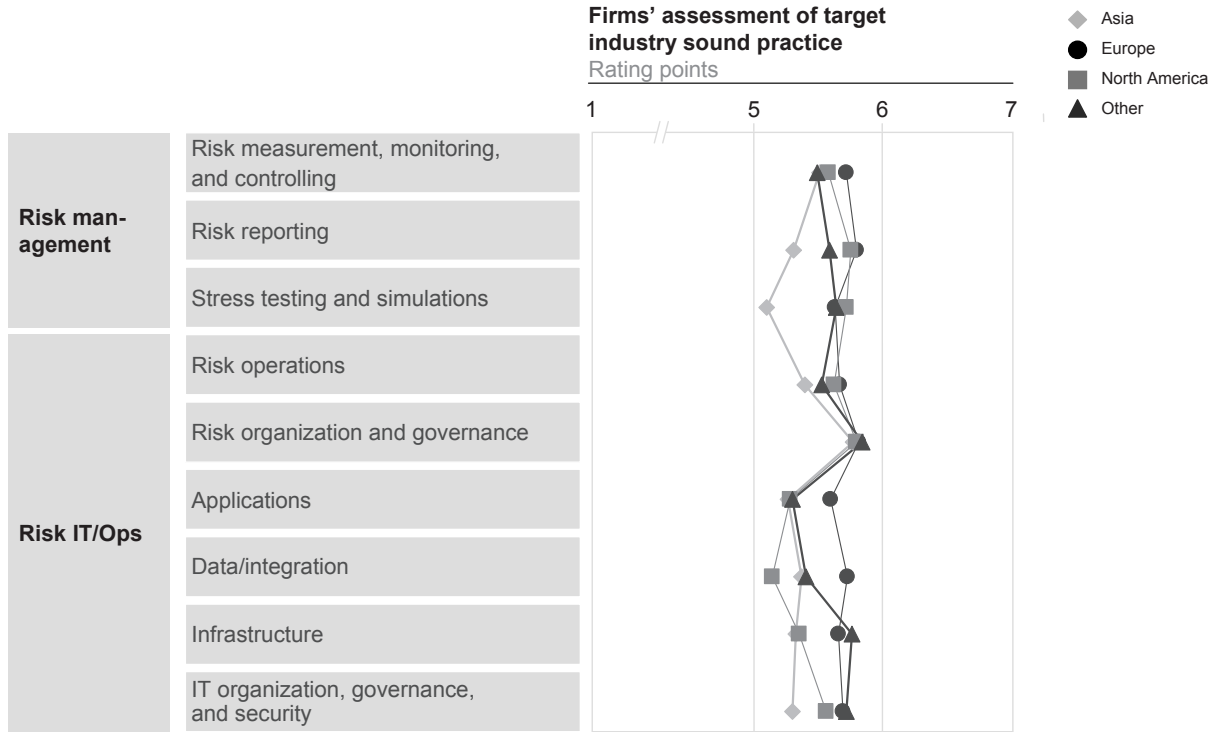 Firms’ assessment of target
industry sound practice
Rating points
Asia
Europe
North America
Other
1
5
6
7
Risk man-
agement
Risk measurement, monitoring,
and controlling
Risk reporting
Stress testing and simulations
Risk IT/Ops
Risk operations
Risk organization and governance
Applications
Data/integration
Infrastructure
IT organization, governance,
and security